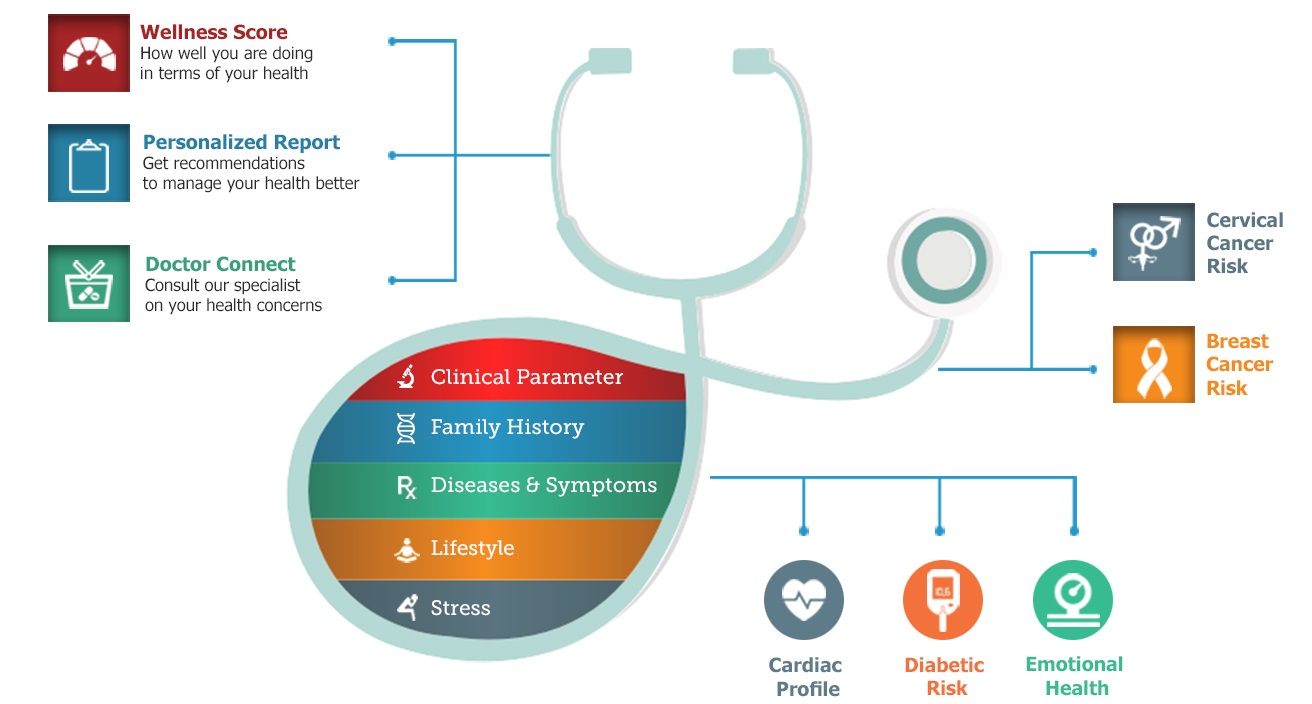 Wellness Score
How well you are doing
in terms of your health
Personalized Report
Get recommendations
to manage your health better
Doctor Connect
Consult our specialist
on your health concerns
Clinical Parameter
Family History
Rx
Diseases & Symptoms
Lifestyle
Stress
Cervical
Cancer
Risk
Breast
Cancer
Risk
Cardiac
Profile
Diabetic
Risk
Emotional
Health